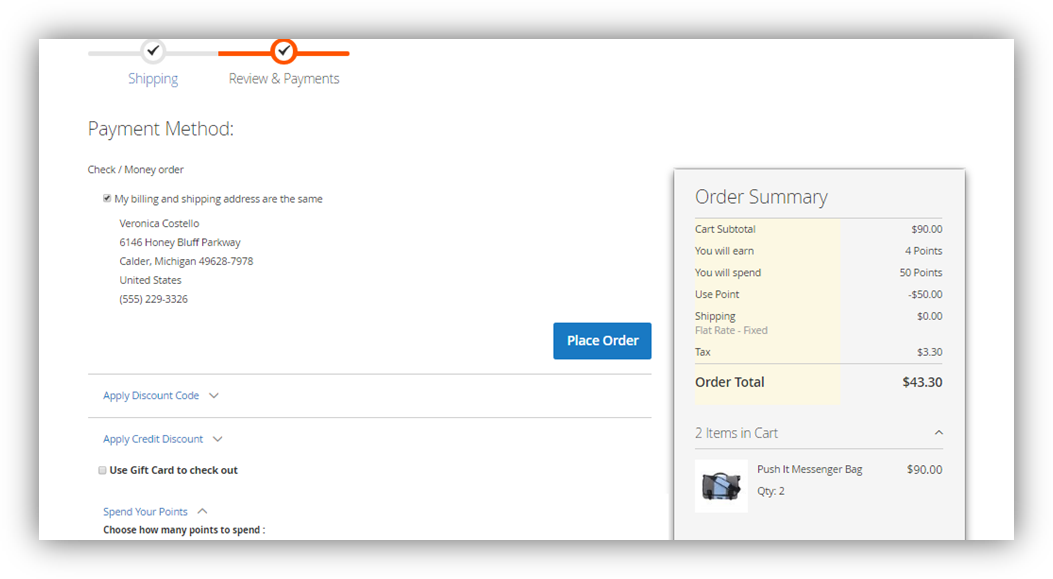 Shipping
Review & Payments
Payment Method:
Check / Money order
My billing and shipping address are the same
Veronica Costello
6146 Honey Bluff Parkway
Calder, Michigan 49628-7978
United States
(555) 229-3326
Place Order
Apply Discount Code
Apply Credit Discount
Use Gift Card to check out
Spend Your Points
Choose how many points to spend :
Order Summary
Cart Subtotal $90.00
You will earn 4 Points
You will spend 50 Points
Use Point -$50.00
Shipping $0.00
Flat Rate - Fixed
Tax $3.30
Order Total $43.30
2 Items in Cart
Push It Messenger Bag $90.00
Qty: 2